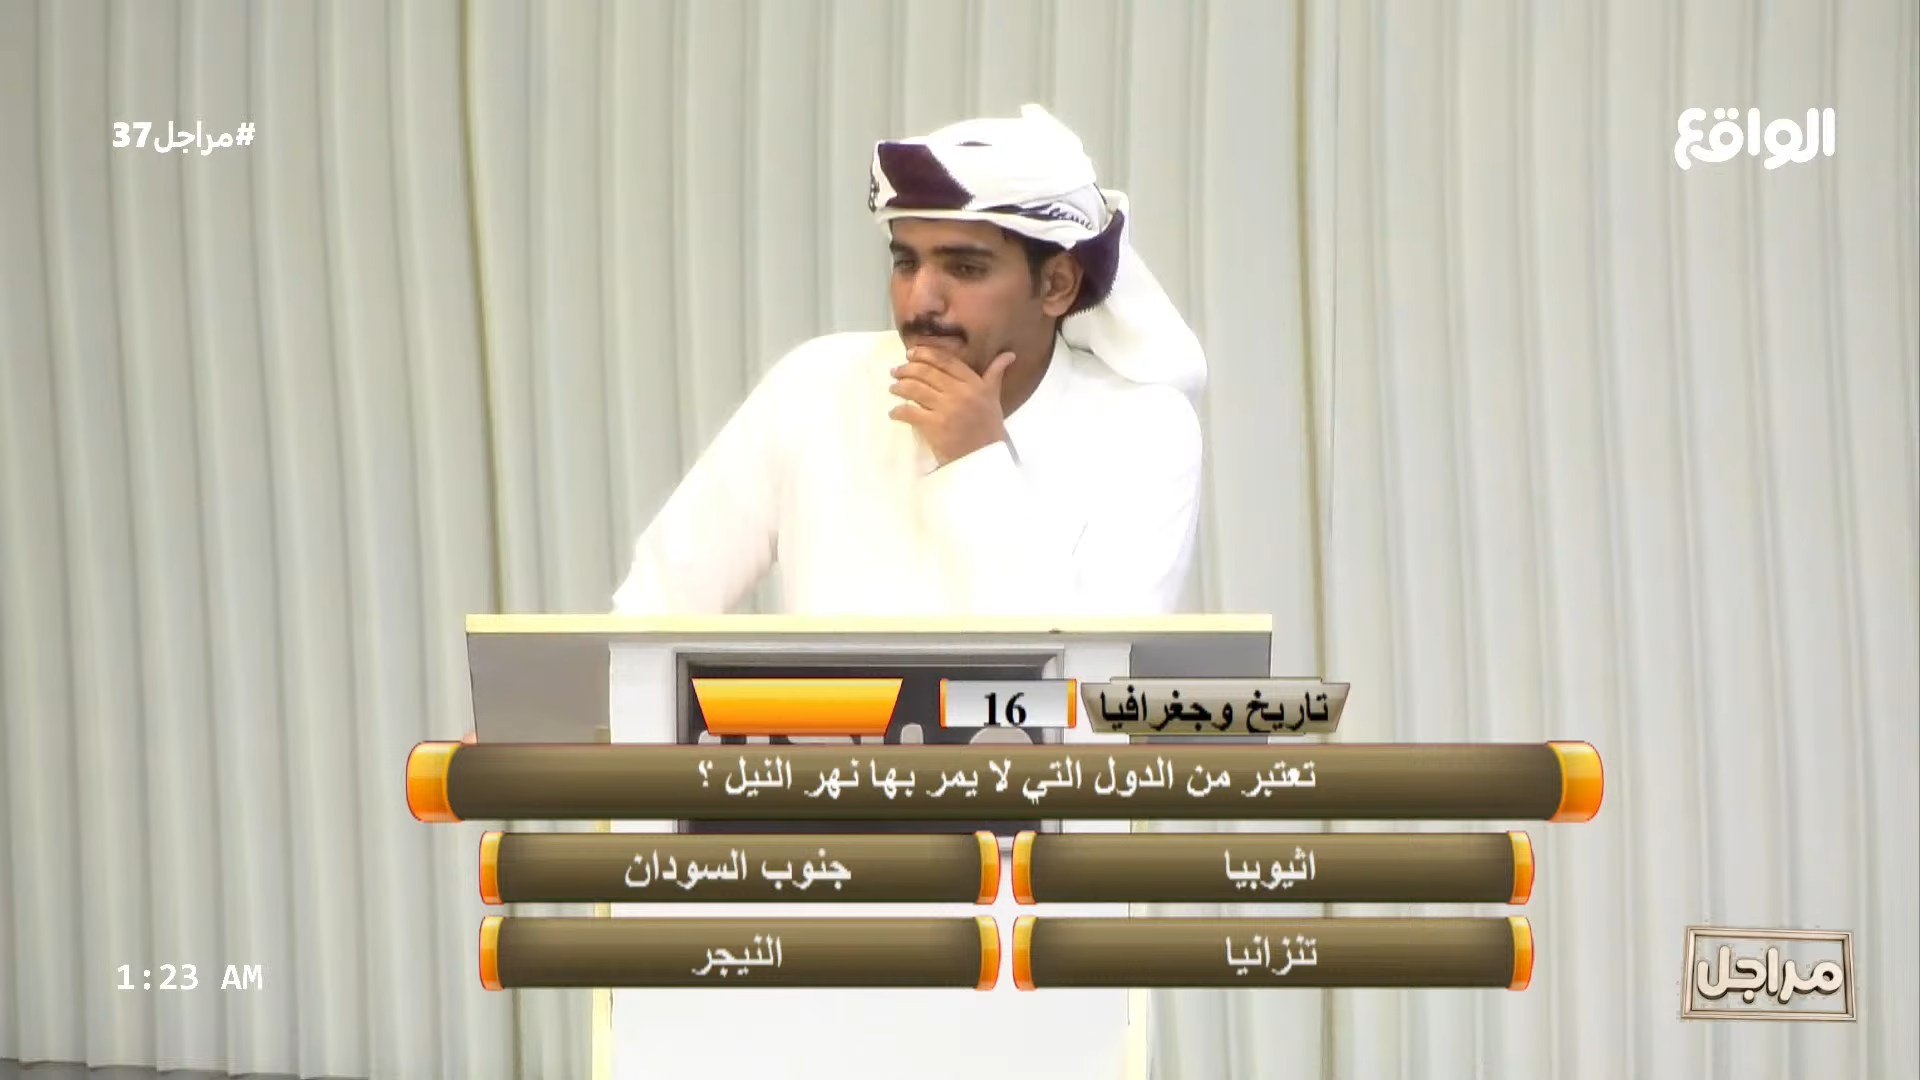 #مراجل37
الواقع
تاريخ وجغرافيا
16
تعتبر من الدول التي لا يمر بها نهر النيل ؟
اثيوبيا
جنوب السودان
تنزانيا
النيجر
1:23 AM
مراجل